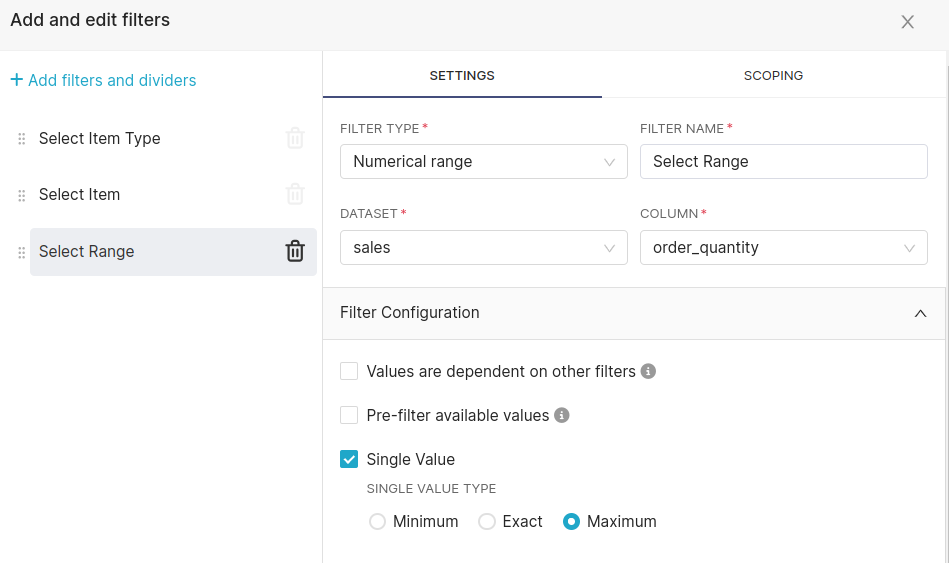 Add and edit filters
+ Add filters and dividers
Select Item Type
Select Item
Select Range
SETTINGS SCOPING
FILTER TYPE * FILTER NAME *
Numerical range Select Range
DATASET * COLUMN *
sales order_quantity
Filter Configuration
Values are dependent on other filters
Pre-filter available values
Single Value
SINGLE VALUE TYPE
Minimum Exact Maximum